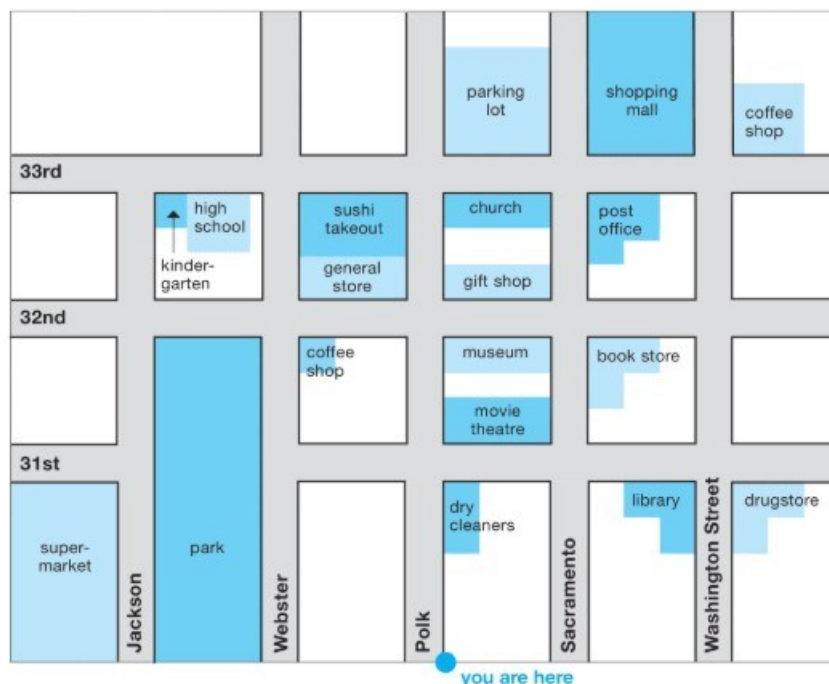 parking
lot
shopping
mall
coffee
shop
33rd
high
school
kinder-
garten
sushi
takeout
general
store
church
gift shop
post
office
32nd
coffee
shop
museum
movie
theatre
book store
31st
super-
market
park
dry
cleaners
library
drugstore
Jackson
Webster
Polk
Sacramento
Washington Street
you are here